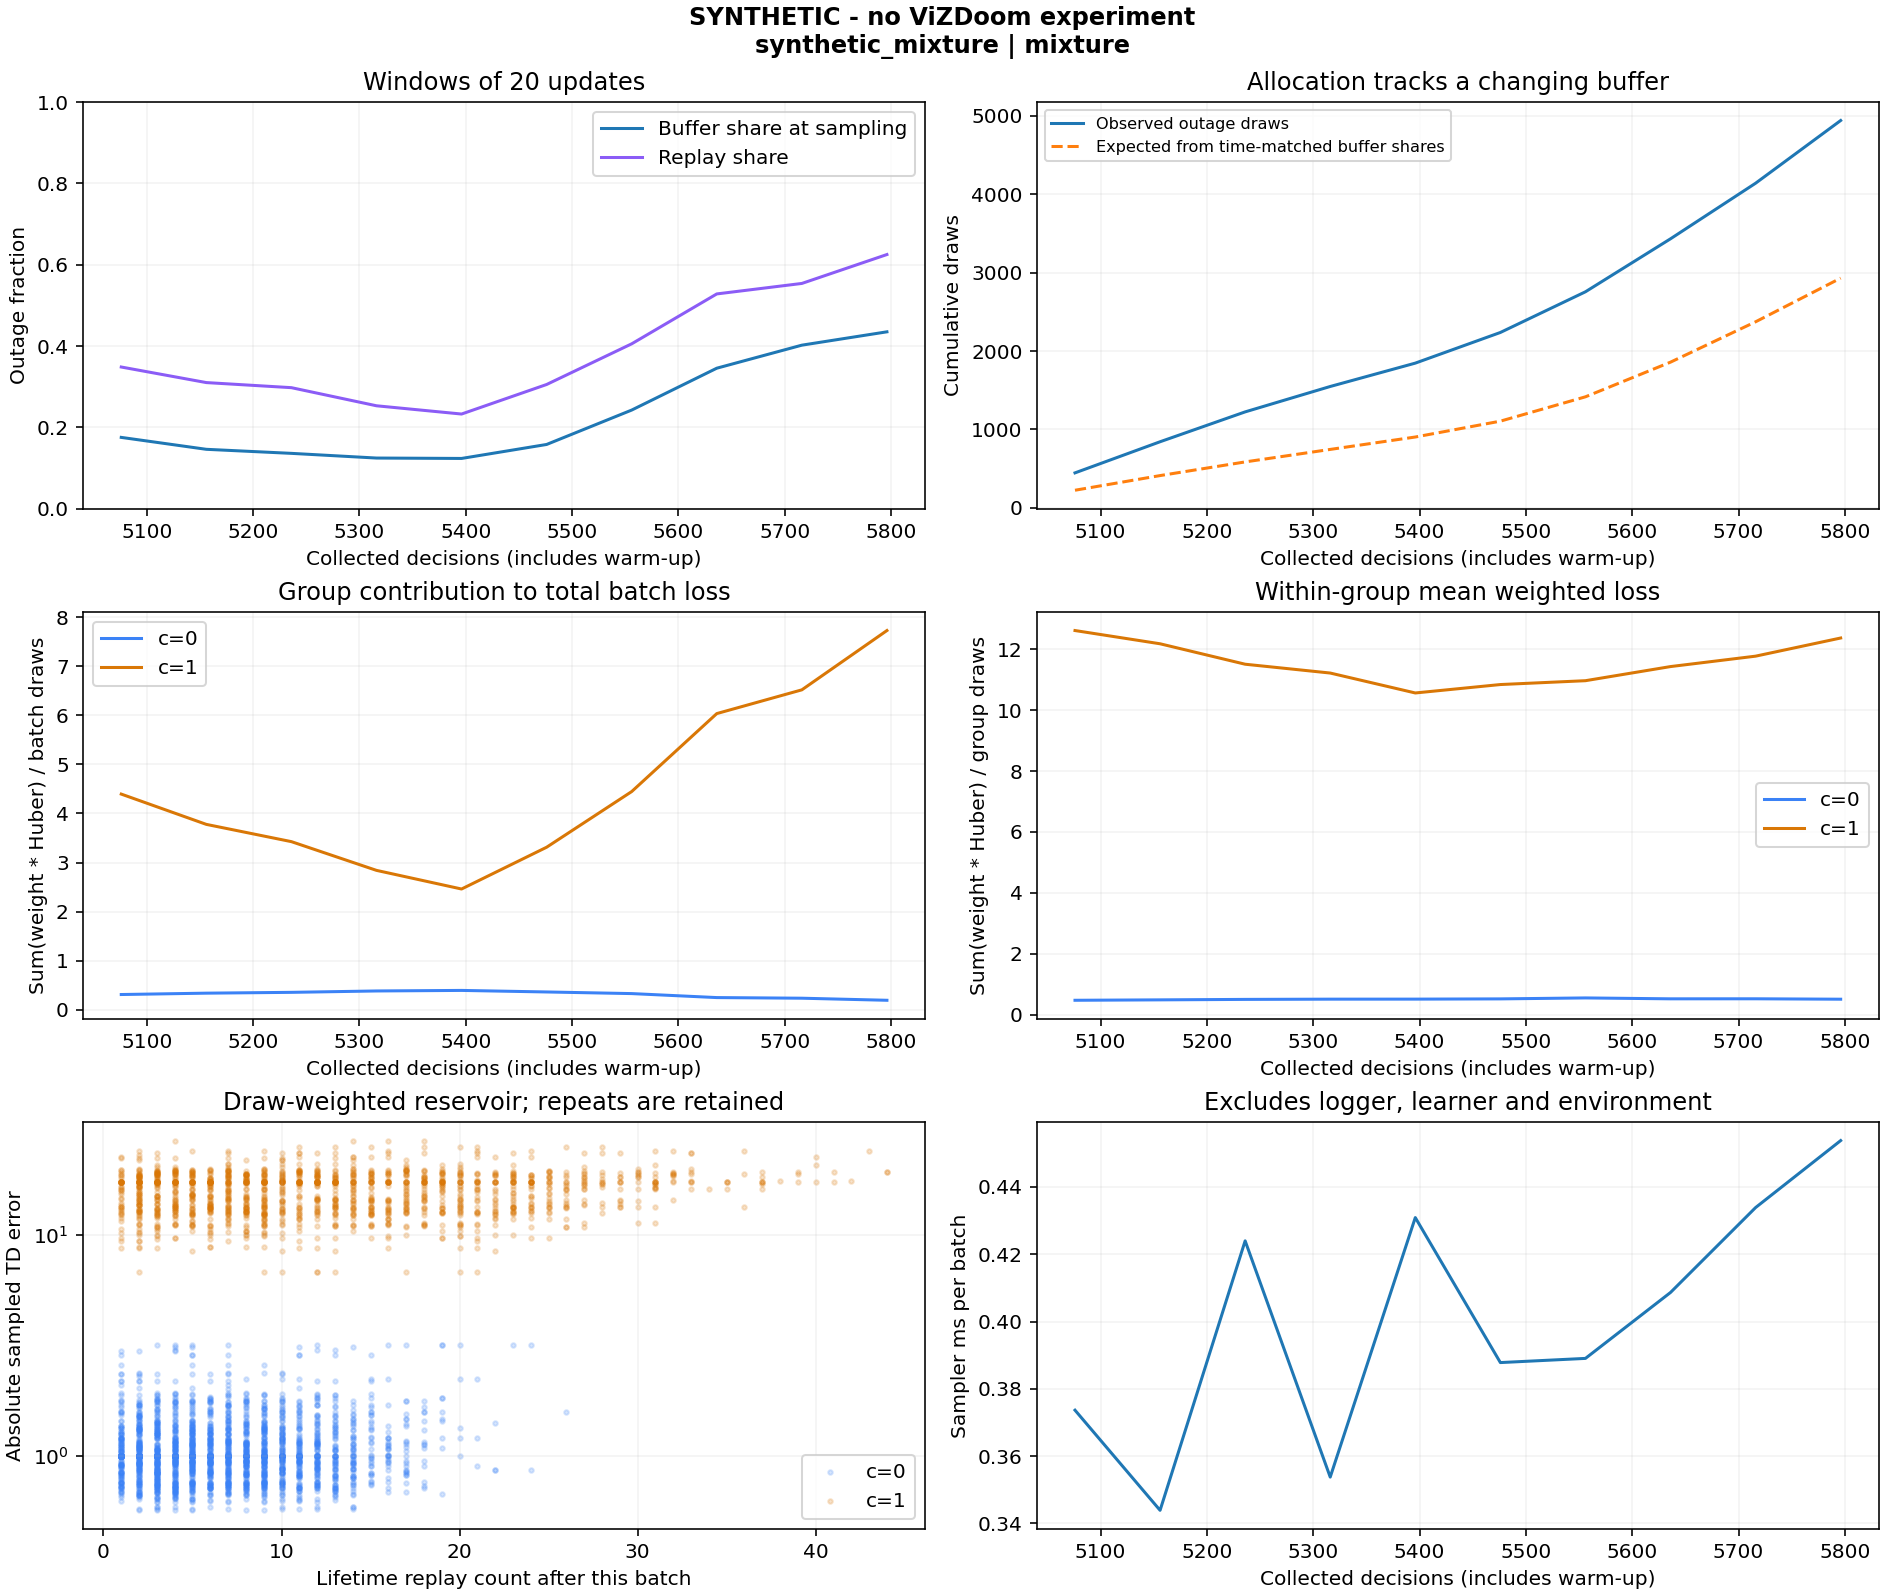 SYNTHETIC - no ViZDoom experiment
synthetic_mixture | mixture
Windows of 20 updates
Outage fraction
1.0
0.8
0.6
0.4
0.2
0.0
Buffer share at sampling
Replay share
5100 5200 5300 5400 5500 5600 5700 5800
Collected decisions (includes warm-up)
Allocation tracks a changing buffer
Cumulative draws
5000
4000
3000
2000
1000
0
Observed outage draws
Expected from time-matched buffer shares
5100 5200 5300 5400 5500 5600 5700 5800
Collected decisions (includes warm-up)
Group contribution to total batch loss
Sum(weight * Huber) / batch draws
8
7
6
5
4
3
2
1
0
c=0
c=1
5100 5200 5300 5400 5500 5600 5700 5800
Collected decisions (includes warm-up)
Within-group mean weighted loss
Sum(weight * Huber) / group draws
12
10
8
6
4
2
0
c=0
c=1
5100 5200 5300 5400 5500 5600 5700 5800
Collected decisions (includes warm-up)
Draw-weighted reservoir; repeats are retained
Absolute sampled TD error
10¹
10⁰
c=0
c=1
0 10 20 30 40
Lifetime replay count after this batch
Excludes logger, learner and environment
Sampler ms per batch
0.44
0.42
0.40
0.38
0.36
0.34
5100 5200 5300 5400 5500 5600 5700 5800
Collected decisions (includes warm-up)